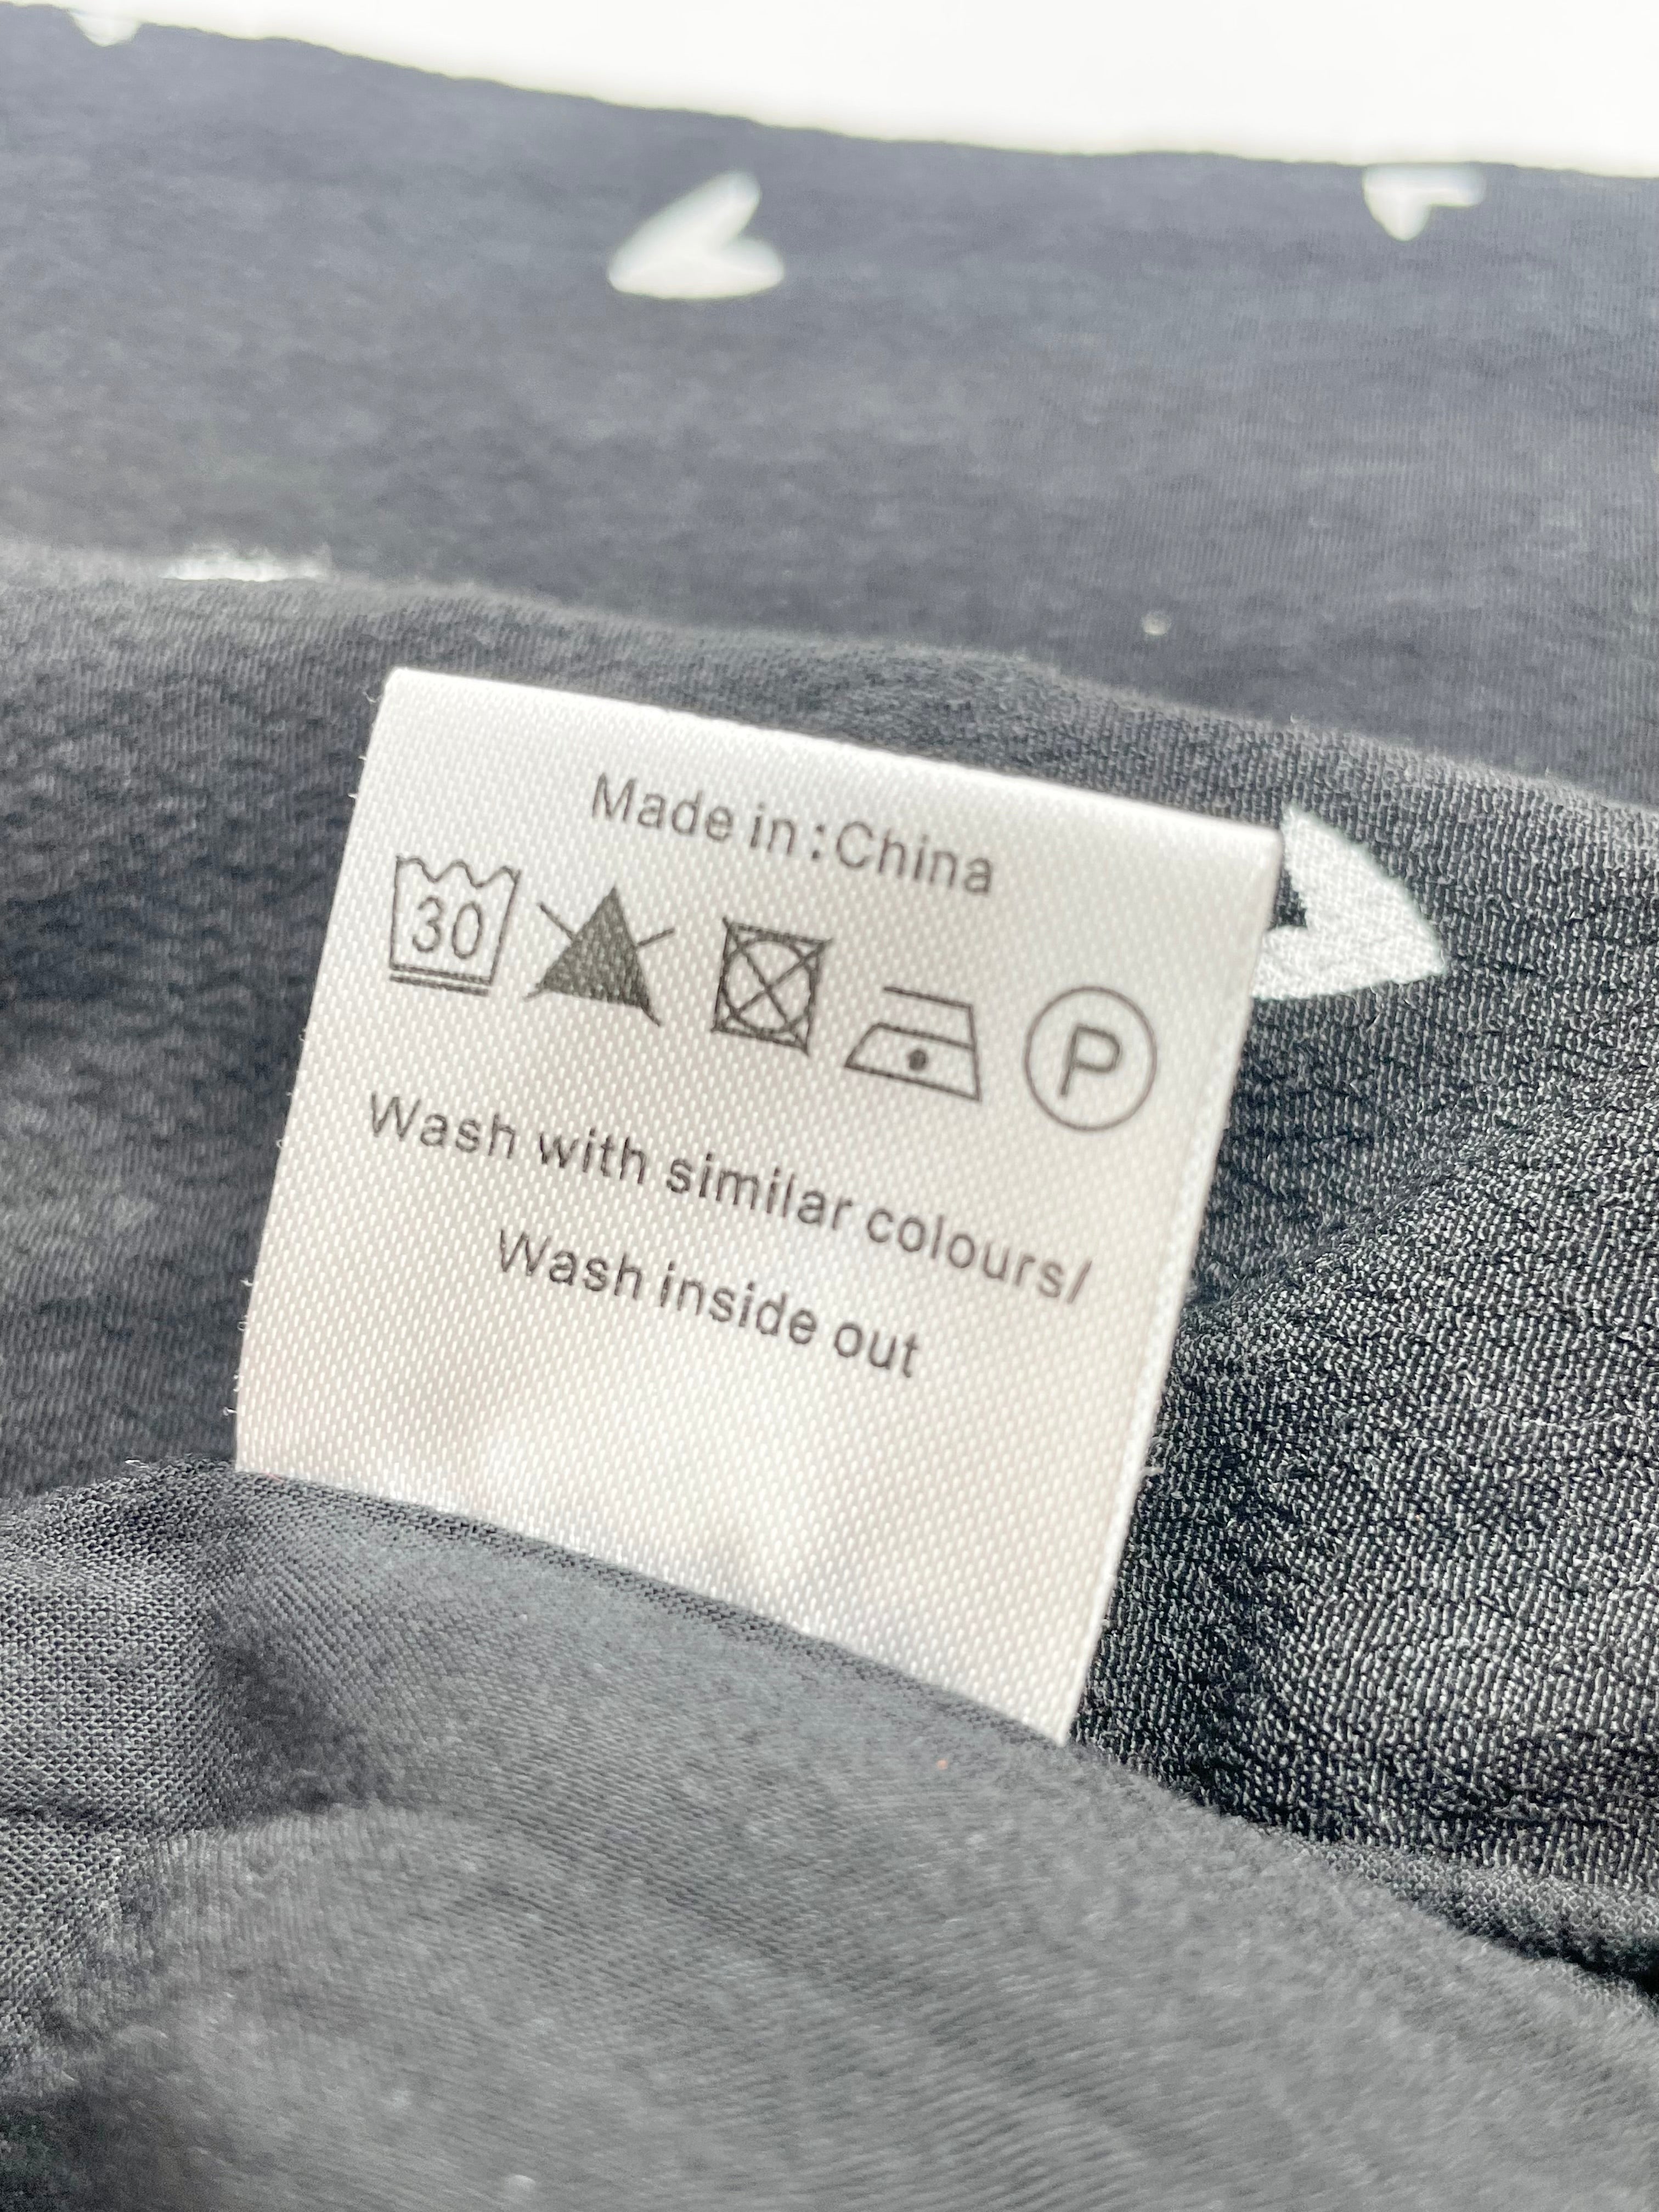 Made in:China
30 P
Wash with similar colours/
Wash inside out